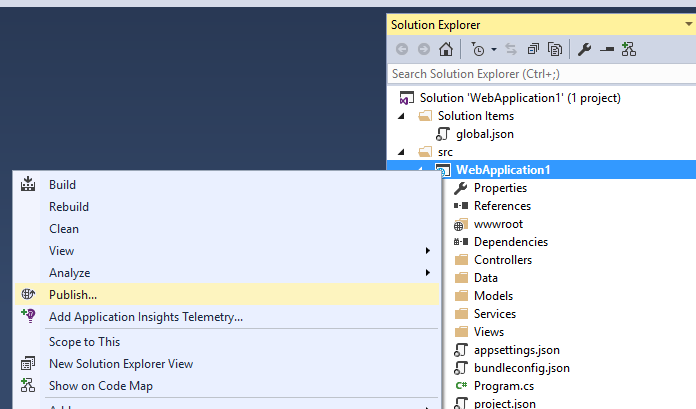 Solution Explorer
Search Solution Explorer (Ctrl+;)
Solution 'WebApplication1' (1 project)
Solution Items
global.json
src
WebApplication1
Properties
References
wwwroot
Dependencies
Controllers
Data
Models
Services
Views
appsettings.json
bundleconfig.json
C# Program.cs
project.json
Build
Rebuild
Clean
View
Analyze
Publish...
Add Application Insights Telemetry...
Scope to This
New Solution Explorer View
Show on Code Map